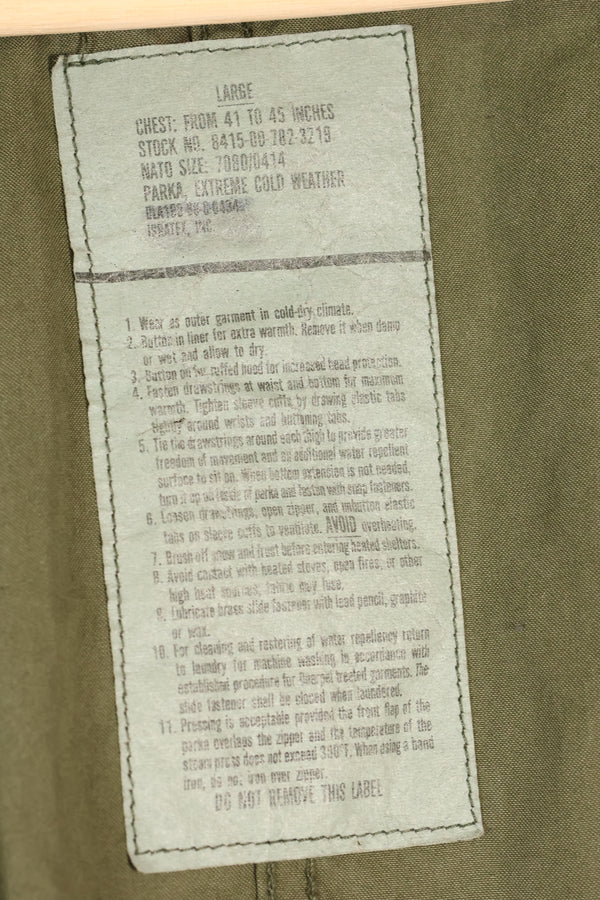 LARGE
CHEST: FROM 41 TO 45 INCHES
STOCK NO. 8415-00-782-3219
NATO SIZE: 7080/0414
PARKA, EXTREME COLD WEATHER
ISRATEX, INC.
1. Wear as outer garment in cold-dry climate.
2. Button in liner for extra warmth. Remove it when damp
or wet and allow to dry.
3. Button on fur ruffed hood for increased head protection.
4. Fasten drawstrings at waist and bottom for maximum
warmth. Tighten sleeve cuffs by drawing elastic tabs
tightly around wrists and buttoning tabs.
5. Tie the drawstrings around each thigh to provide greater
freedom of movement and an additional water repellent
surface to sit on. When bottom extension is not needed,
turn it up on inside of parka and fasten with snap fasteners.
6. Loosen drawstrings, open zipper, and unbutton elastic
tabs on sleeve cuffs to ventilate. AVOID overheating.
7. Brush off snow and frost before entering heated shelters.
8. Avoid contact with heated stoves, open fires, or other
high heat sources; fabric may fuse.
9. Lubricate brass slide fastener with lead pencil, graphite
or wax.
10. For cleaning and restoring of water repellency return
to laundry for machine washing in accordance with
established procedure for Quarpel treated garments. The
slide fastener shall be closed when laundered.
11. Pressing is acceptable provided the front flap of the
parka overlaps the zipper and the temperature of the
steam press does not exceed 300°F. When using a hand
iron, do not iron over zipper.
DO NOT REMOVE THIS LABEL